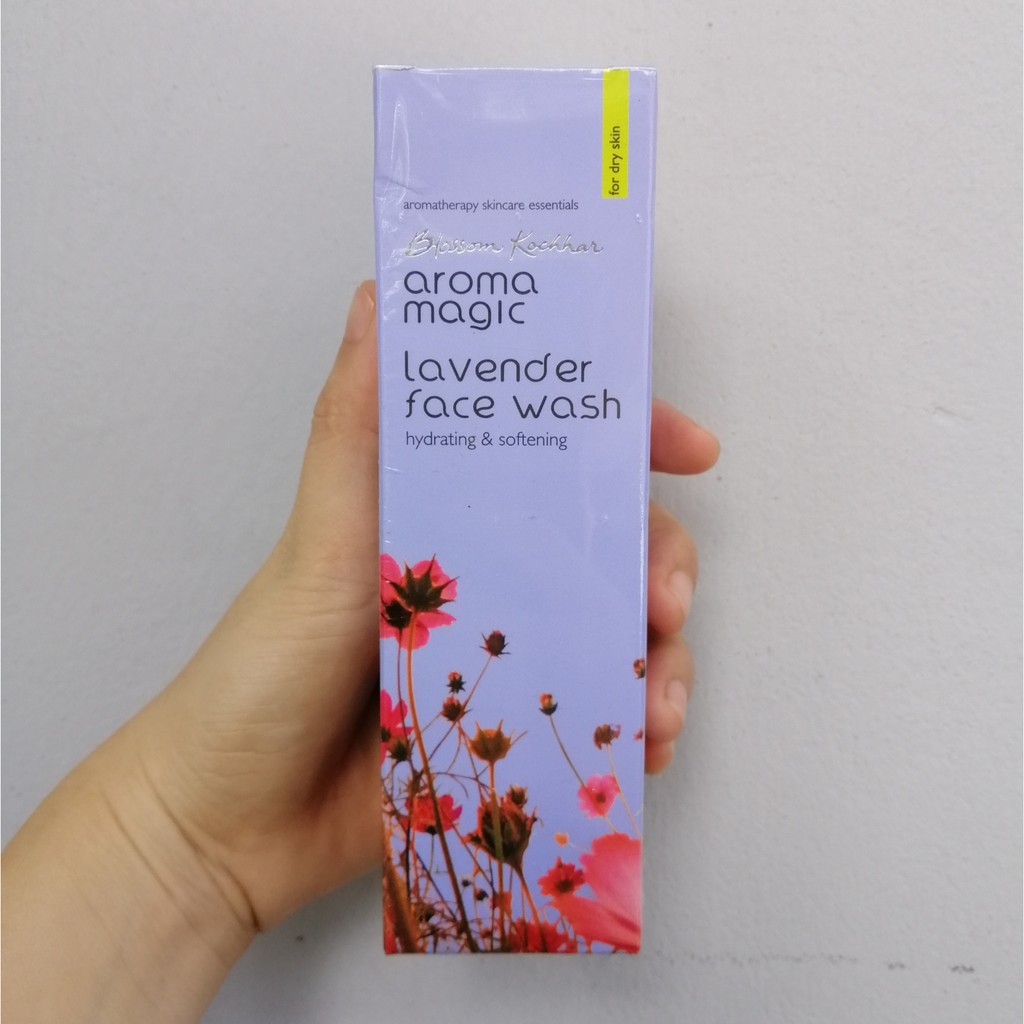 for dry skin
aromatherapy skincare essentials
Blossom Kochhar
aroma
magic
lavender
face wash
hydrating & softening